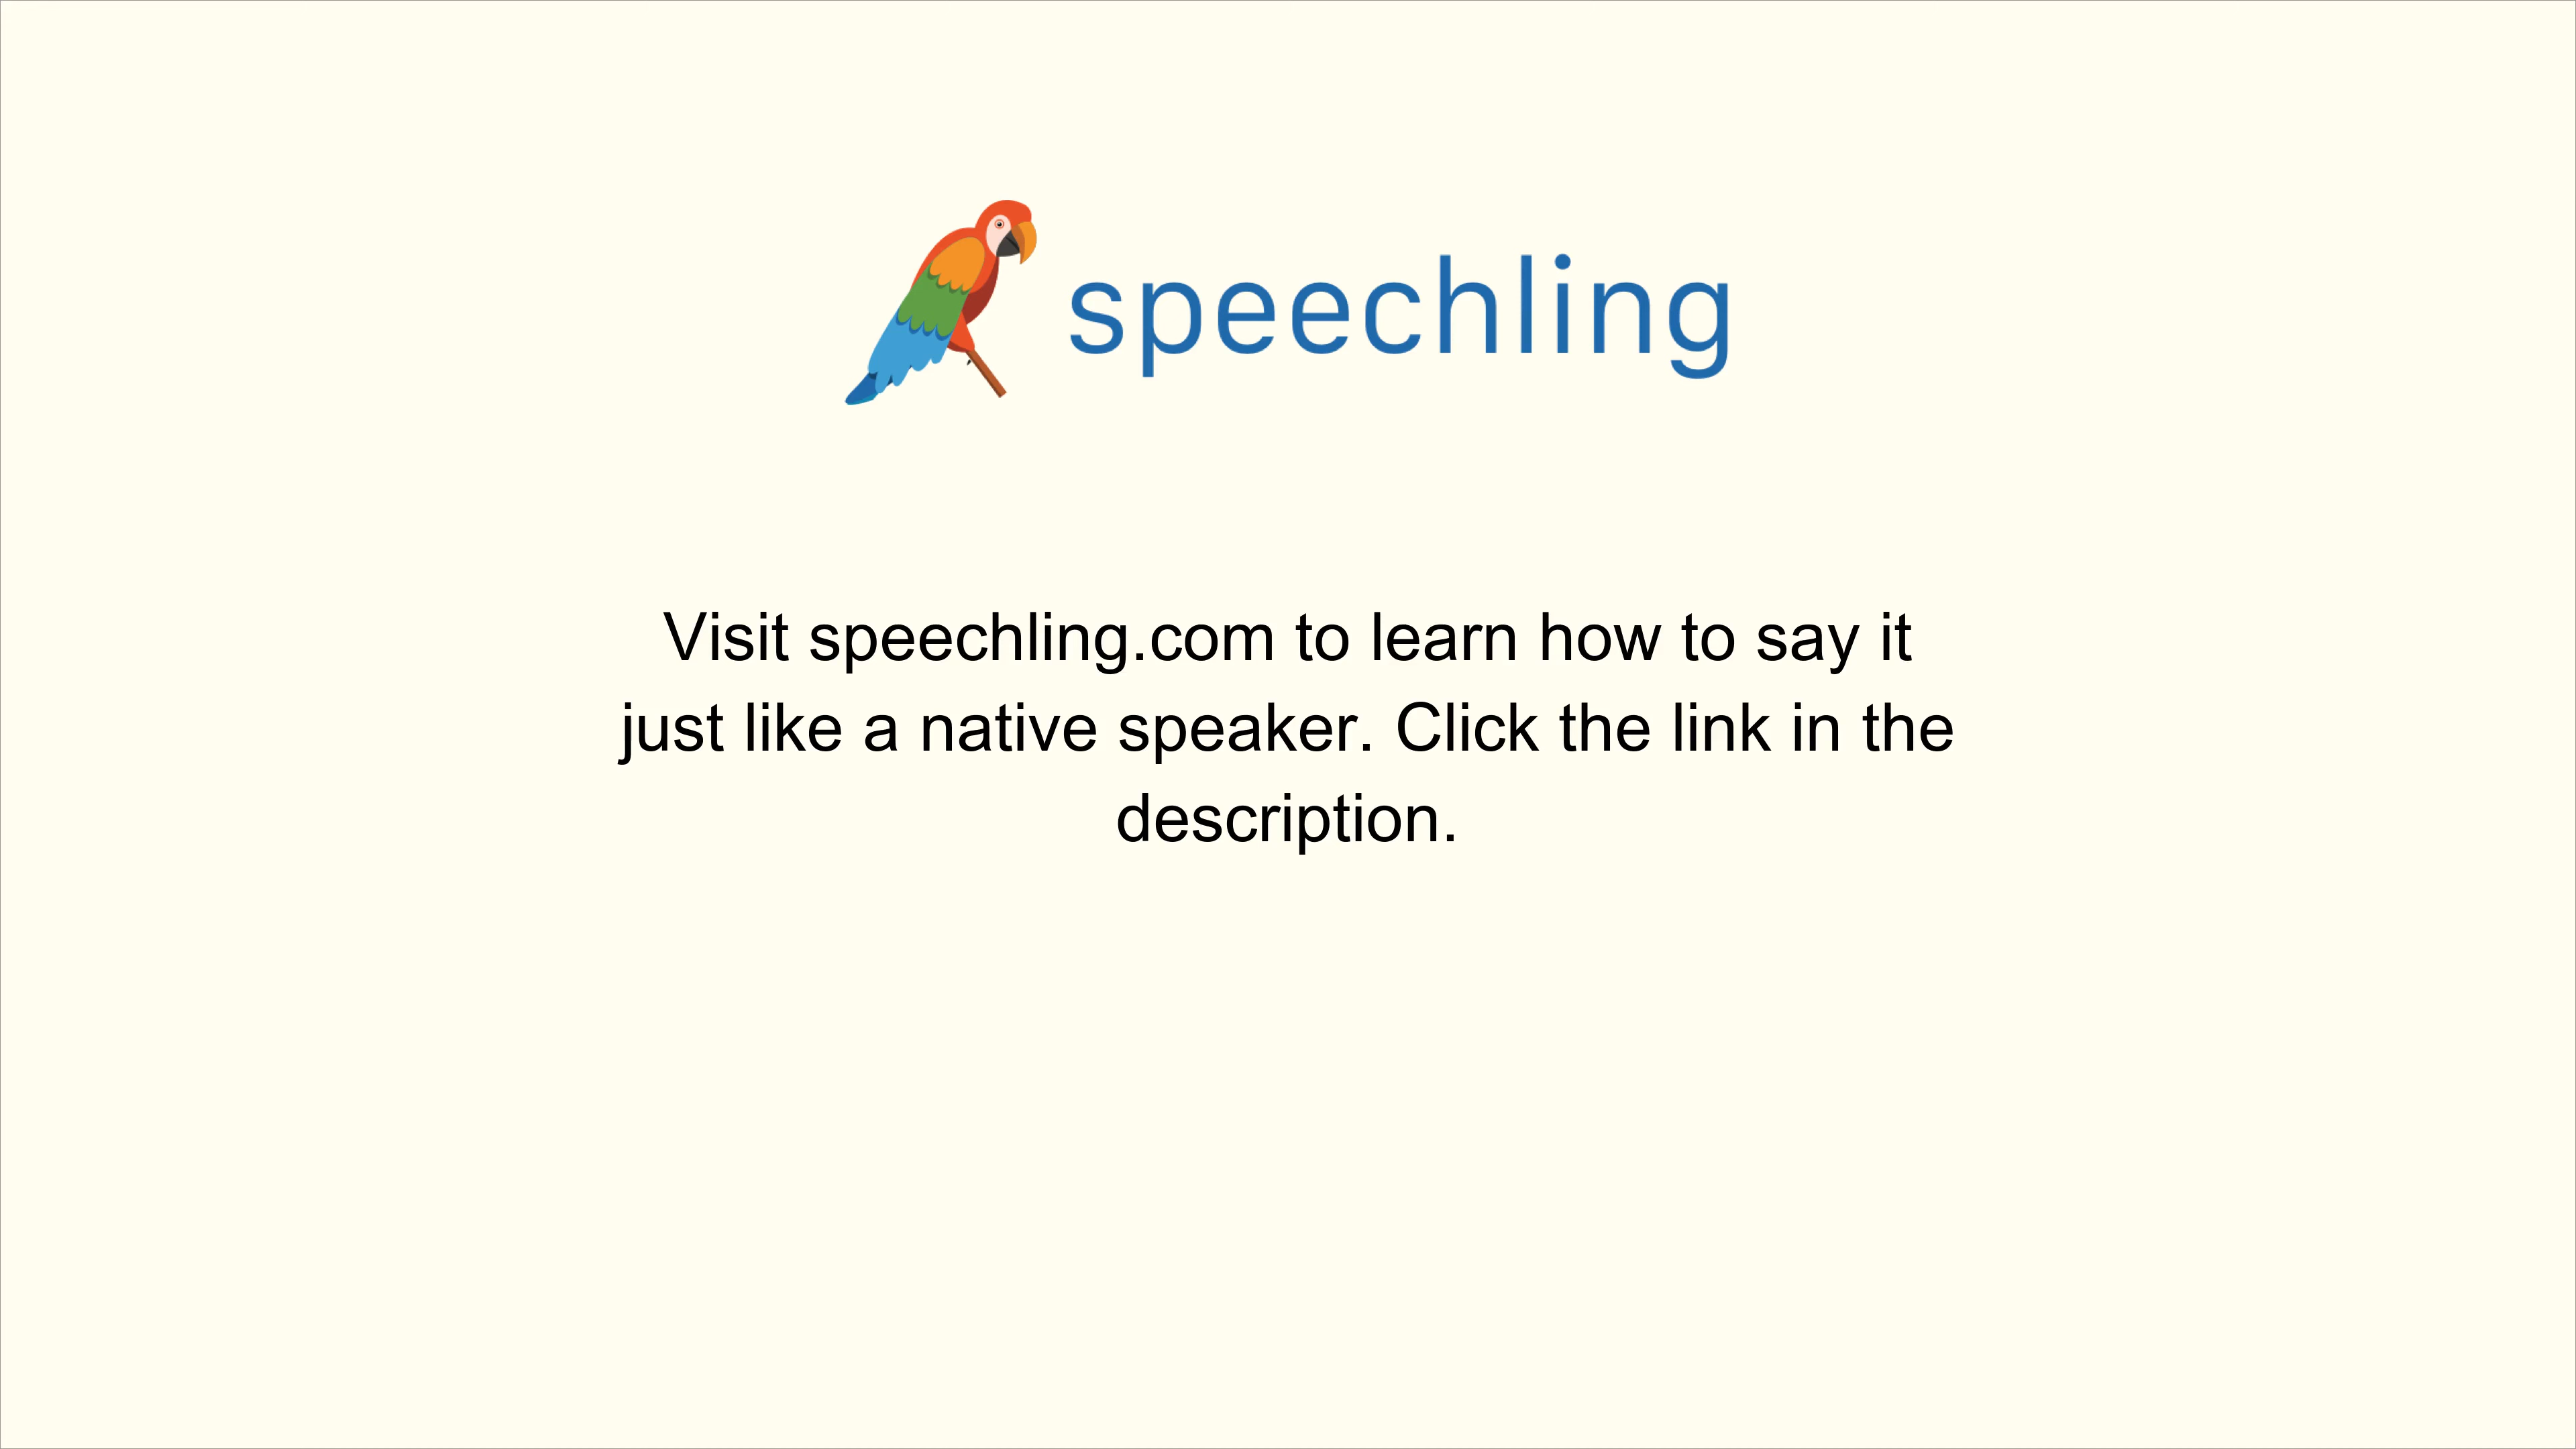 speechling
Visit speechling.com to learn how to say it
just like a native speaker. Click the link in the
description.